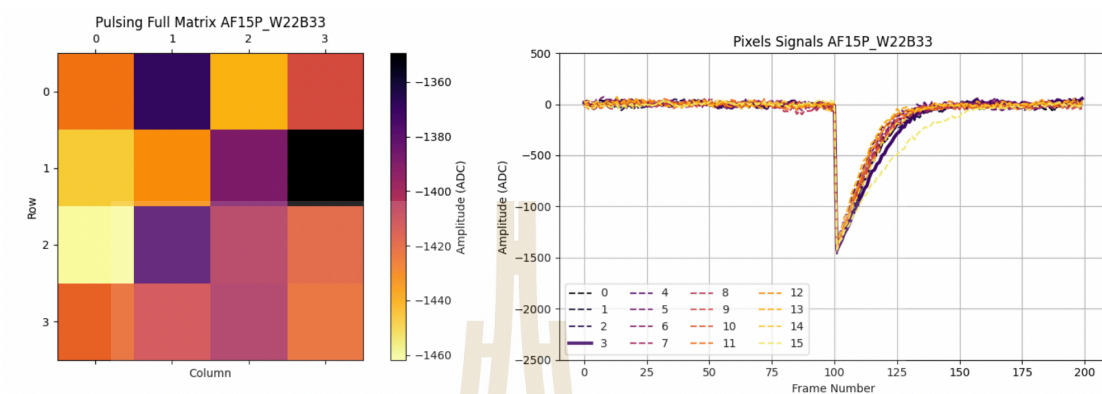 Pulsing Full Matrix AF15P_W22B33
0 1 2 3
0
1
2
3
Row
Column
−1360
−1380
−1400
−1420
−1440
−1460
Amplitude (ADC)
Pixels Signals AF15P_W22B33
500
0
−500
−1000
−1500
−2000
−2500
Amplitude (ADC)
0 4 8 12
1 5 9 13
2 6 10 14
3 7 11 15
0 25 50 75 100 125 150 175 200
Frame Number